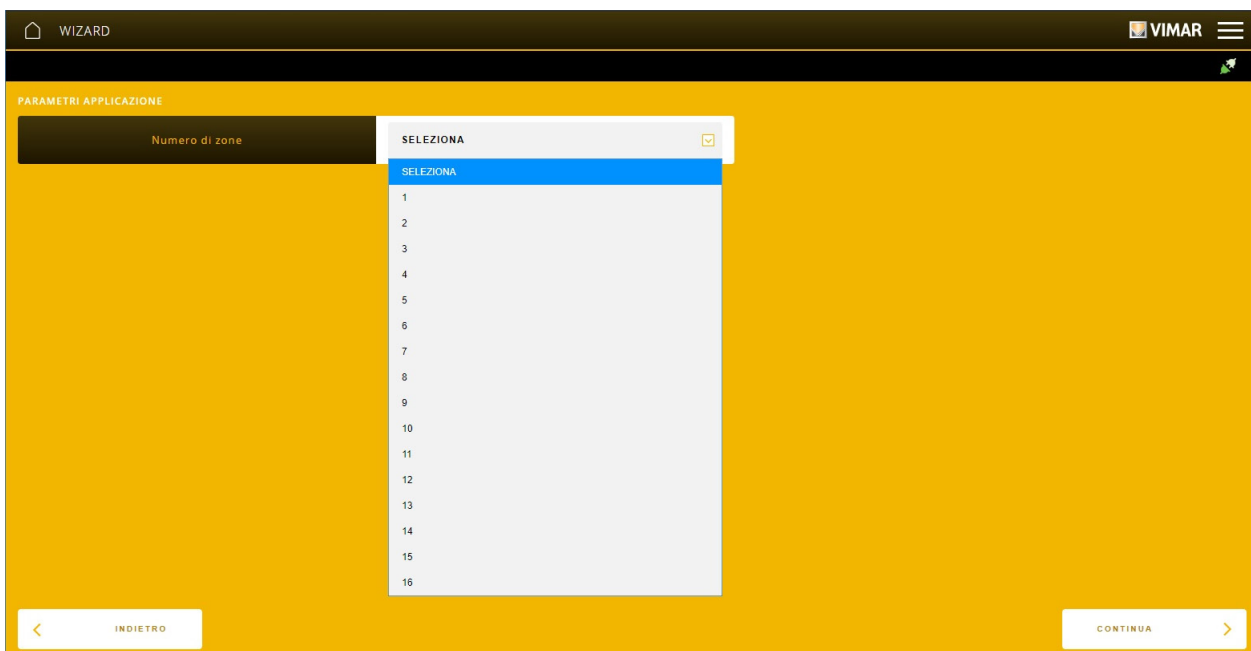 WIZARD
VIMAR
PARAMETRI APPLICAZIONE
Numero di zone
SELEZIONA
SELEZIONA
1
2
3
4
5
6
7
8
9
10
11
12
13
14
15
16
INDIETRO
CONTINUA